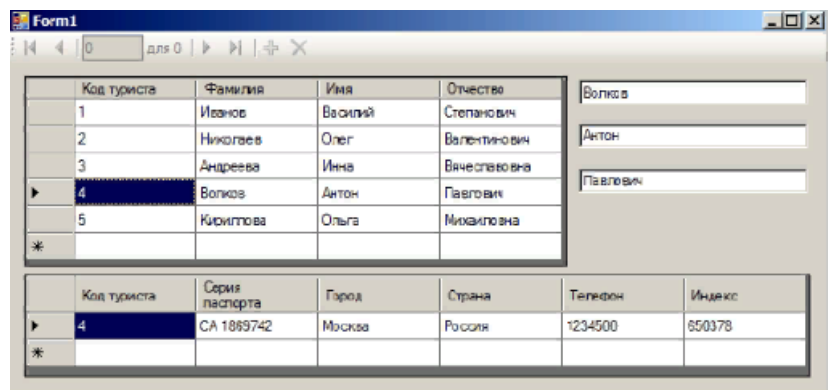 Form1
0 для 0
Код туриста Фамилия Имя Отчество
1 Иванов Василий Степанович
2 Николаев Олег Валентинович
3 Андреева Инна Вячеславовна
4 Волков Антон Павлович
5 Кириллова Ольга Михайловна
Волков
Антон
Павлович
Код туриста Серия паспорта Город Страна Телефон Индекс
4 CA 1869742 Москва Россия 1234500 650378